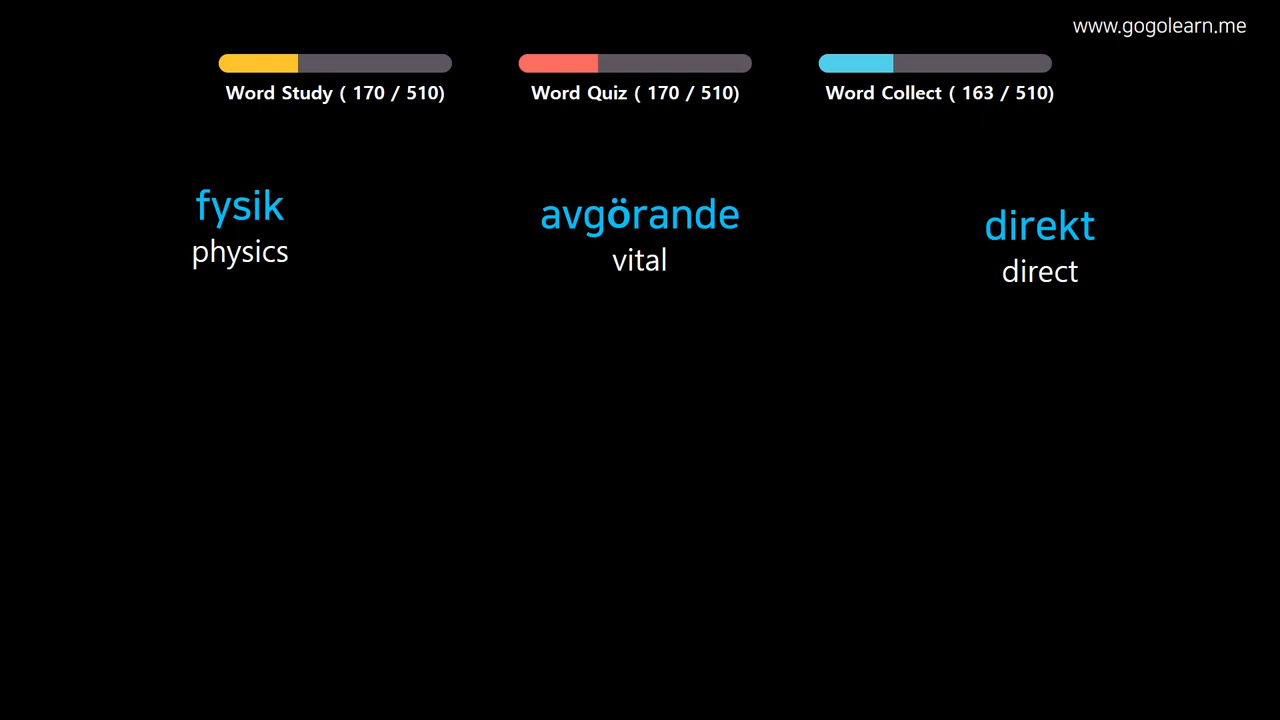 www.gogolearn.me
Word Study ( 170 / 510)
Word Quiz ( 170 / 510)
Word Collect ( 163 / 510)
fysik
physics
avgörande
vital
direkt
direct